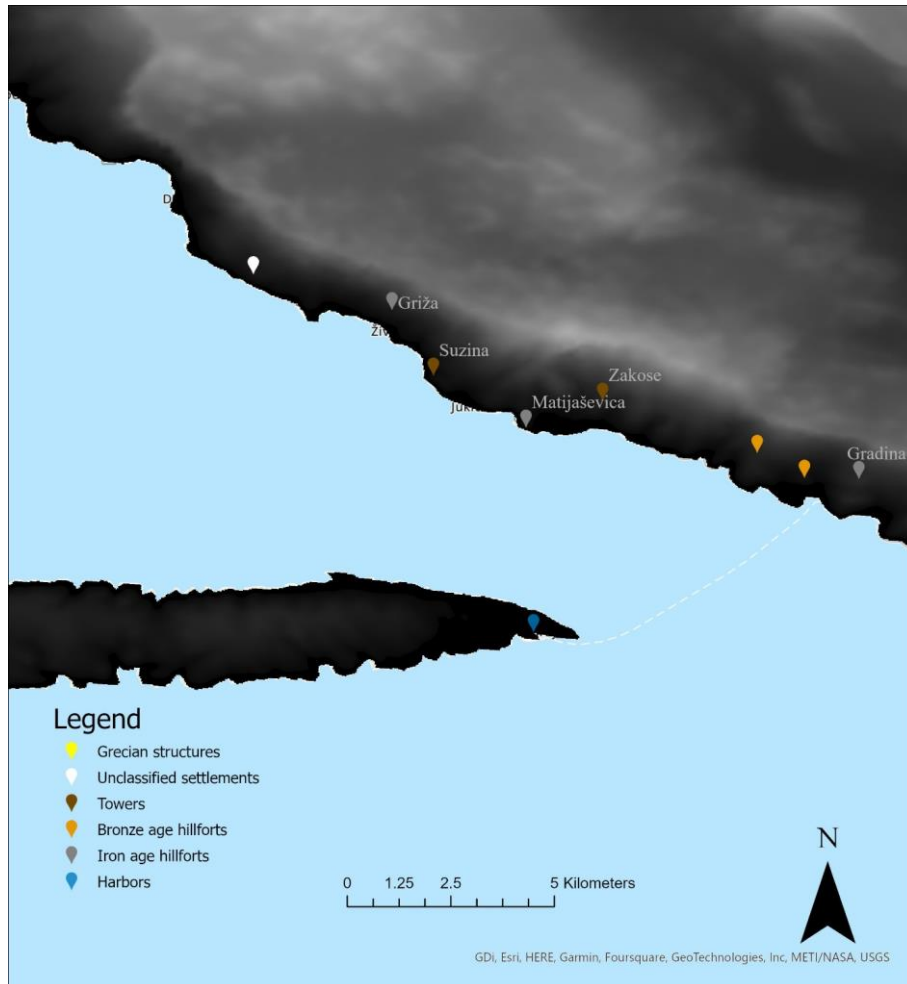 Griža
Suzina
Zakose
Matijaševica
Gradina
Legend
Grecian structures
Unclassified settlements
Towers
Bronze age hillforts
Iron age hillforts
Harbors
0 1.25 2.5 5 Kilometers
N
GDi, Esri, HERE, Garmin, Foursquare, GeoTechnologies, Inc, METI/NASA, USGS